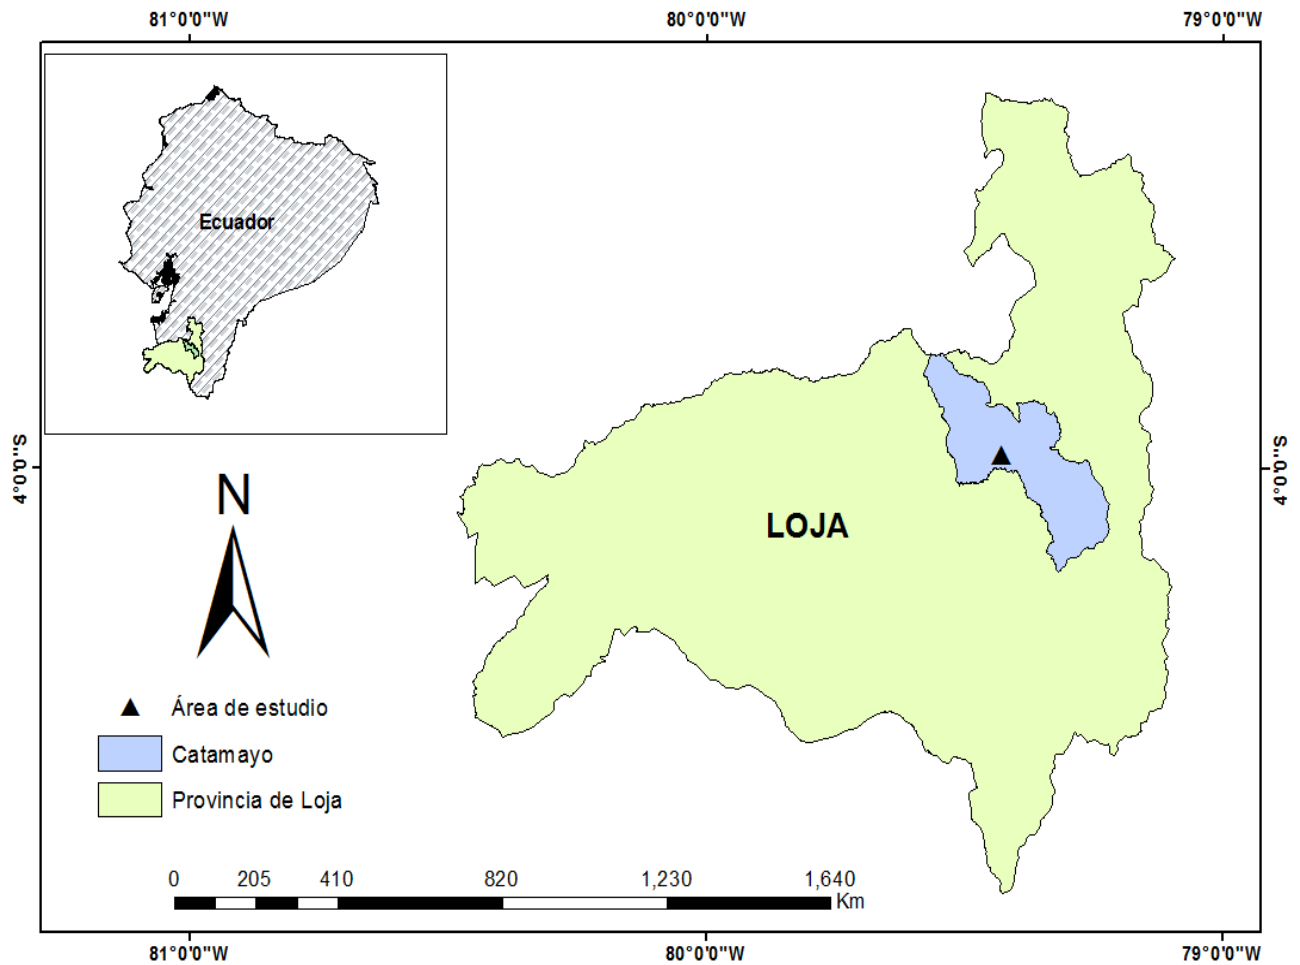 81°0'0"W 80°0'0"W 79°0'0"W
Ecuador
4°0'0"S
4°0'0"S
LOJA
N
Área de estudio
Catamayo
Provincia de Loja
0 205 410 820 1,230 1,640
Km
81°0'0"W 80°0'0"W 79°0'0"W